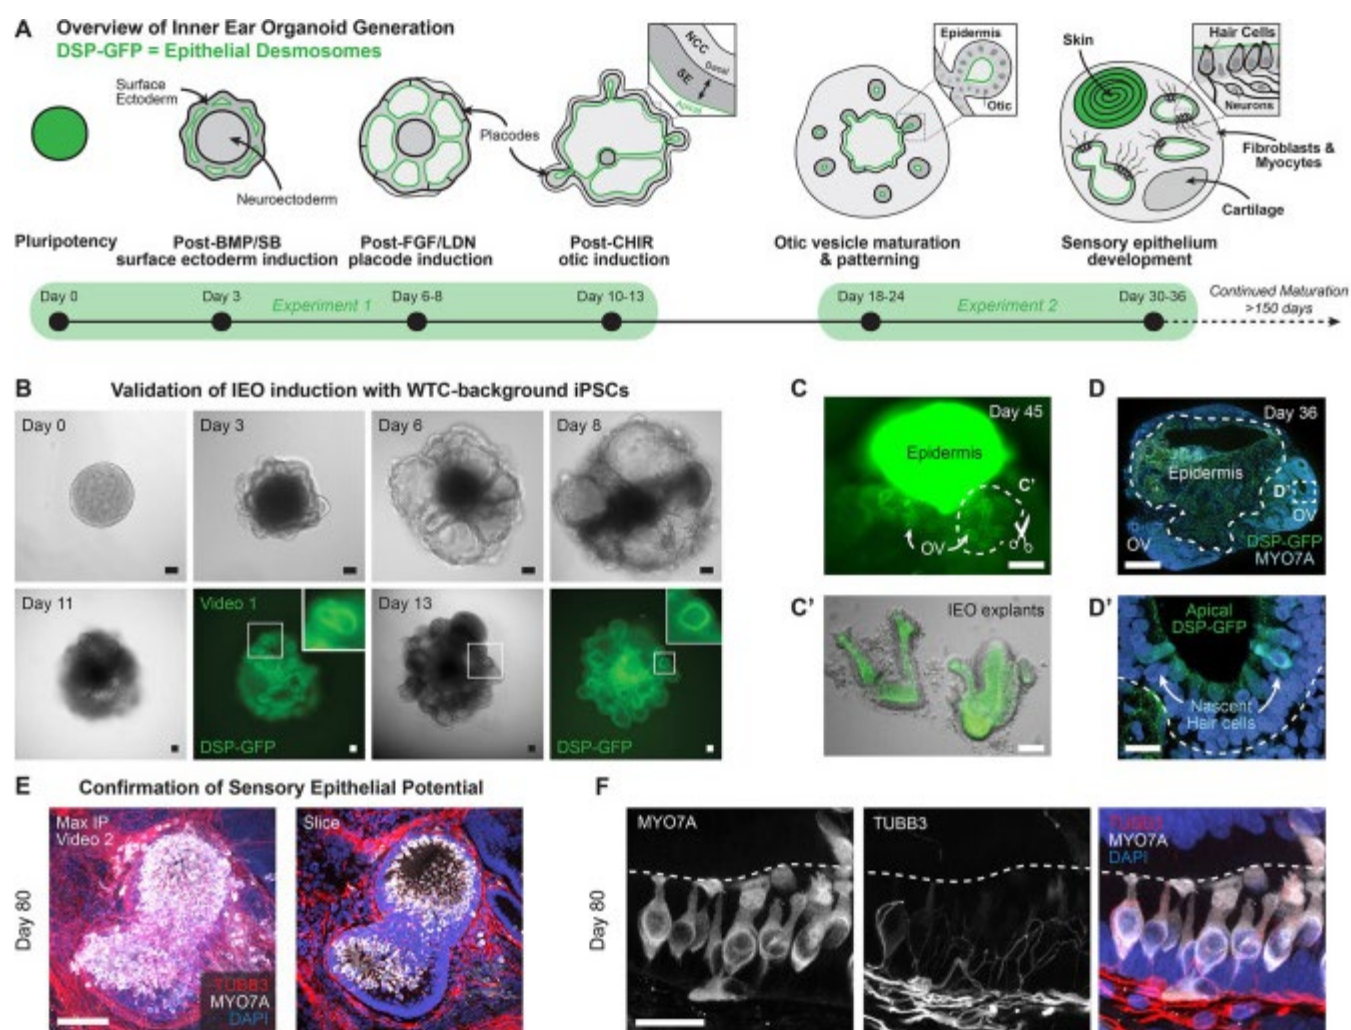 A Overview of Inner Ear Organoid Generation
DSP-GFP = Epithelial Desmosomes
Surface
Ectoderm
Neuroectoderm
Placodes
NCC
Basal
SE
Apical
Epidermis
Otic
Skin
Hair Cells
Neurons
Fibroblasts &
Myocytes
Cartilage
Pluripotency
Post-BMP/SB
surface ectoderm induction
Post-FGF/LDN
placode induction
Post-CHIR
otic induction
Otic vesicle maturation
& patterning
Sensory epithelium
development
Day 0
Day 3
Experiment 1
Day 6-8
Day 10-13
Day 18-24
Experiment 2
Day 30-36
Continued Maturation
>150 days
B Validation of IEO induction with WTC-background iPSCs
Day 0
Day 3
Day 6
Day 8
Day 11
Video 1
DSP-GFP
Day 13
DSP-GFP
C
Day 45
Epidermis
C'
OV
C'
IEO explants
D
Day 36
Epidermis
D'
OV
OV
DSP-GFP
MYO7A
D'
Apical
DSP-GFP
Nascent
Hair cells
E Confirmation of Sensory Epithelial Potential
Day 80
Max IP
Video 2
TUBB3
MYO7A
DAPI
Slice
F
Day 80
MYO7A
TUBB3
TUBB3
MYO7A
DAPI